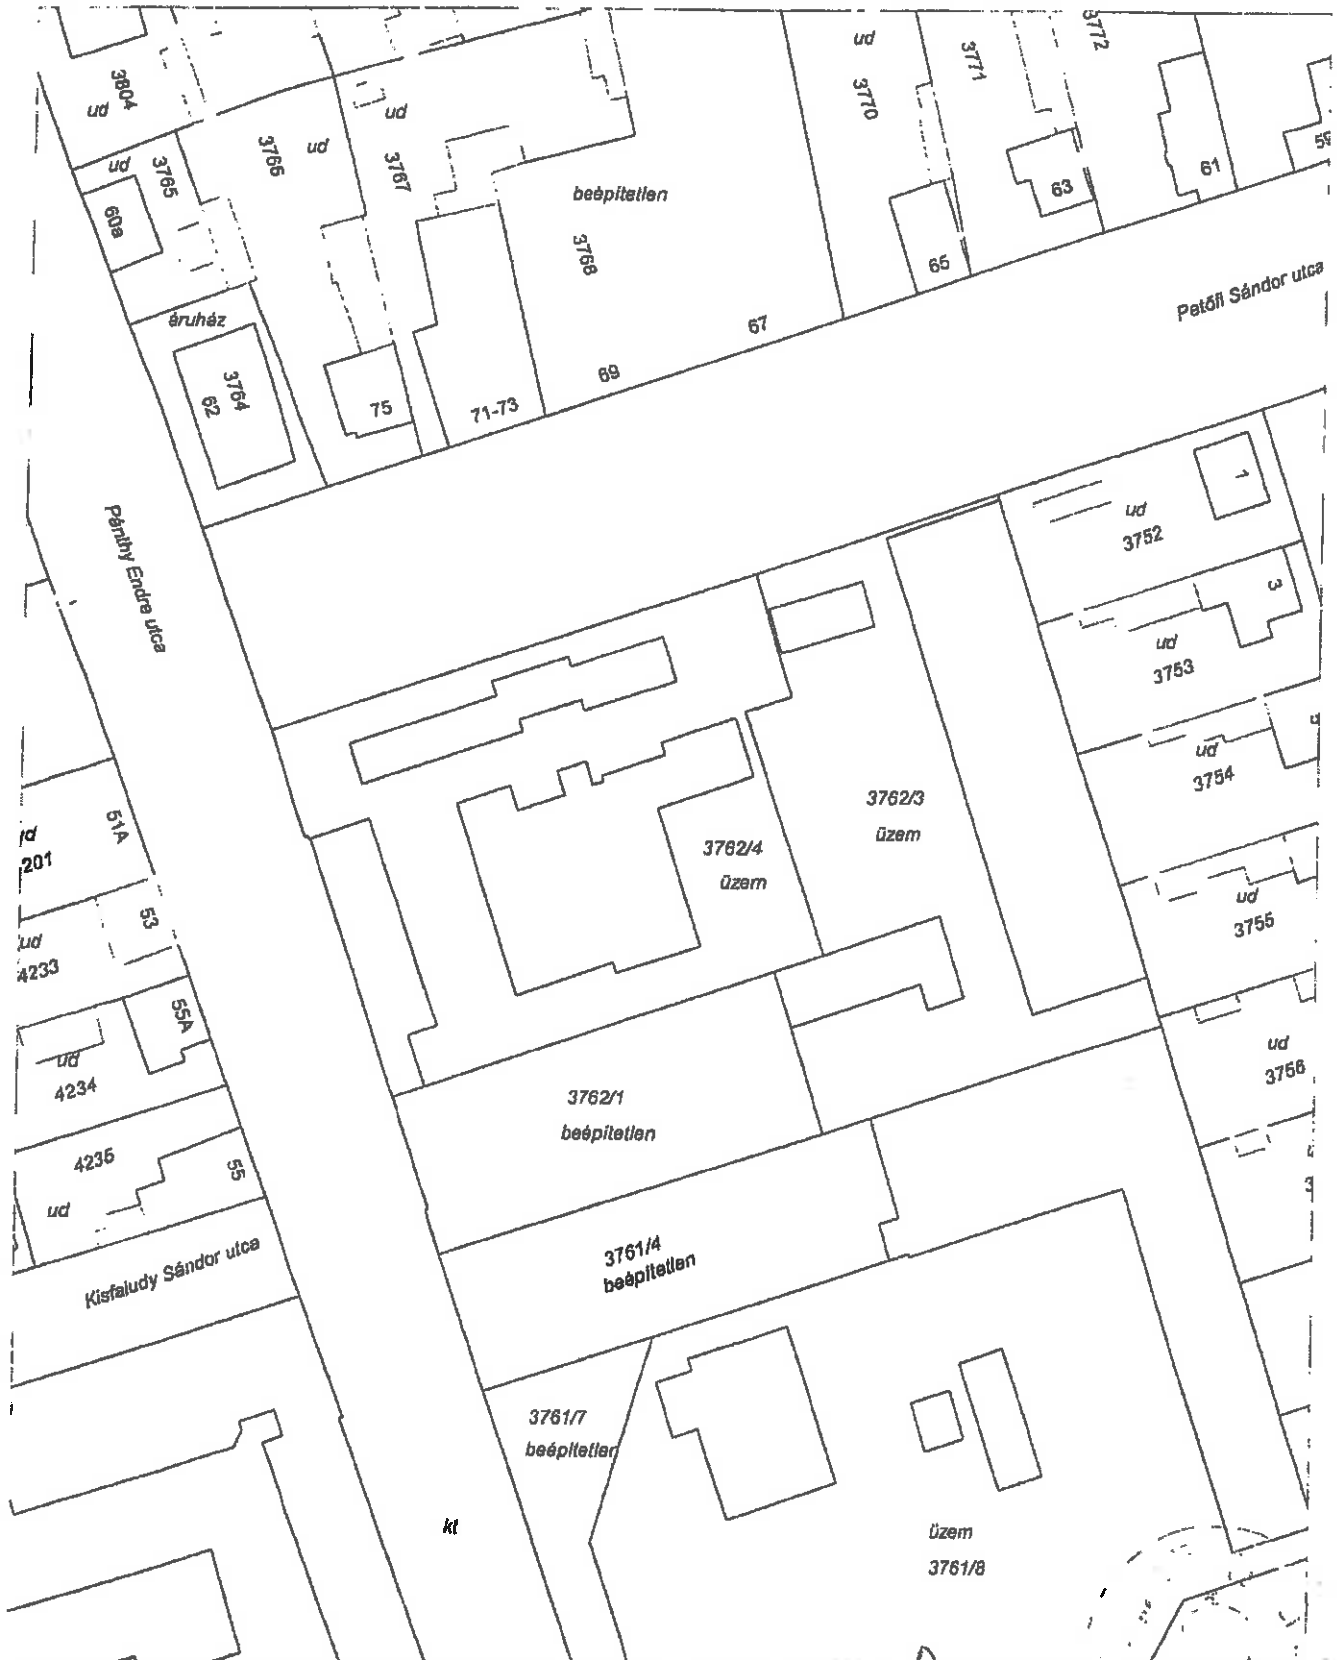 3804
ud
ud
3765
60a
3766
ud
ud
3767
beépítetlen
3768
ud
3770
3771
3772
61
63
65
67
69
71-73
75
áruház
3764
62
Petőfi Sándor utca
Pánthy Endre utca
1
ud
3752
3
ud
3753
ud
3754
ud
3755
ud
3756
3762/3
üzem
3762/4
üzem
51A
201
53
ud
4233
55A
ud
4234
4235
ud
55
3762/1
beépítetlen
Kisfaludy Sándor utca
3761/4
beépítetlen
3761/7
beépítetlen
kt
üzem
3761/8